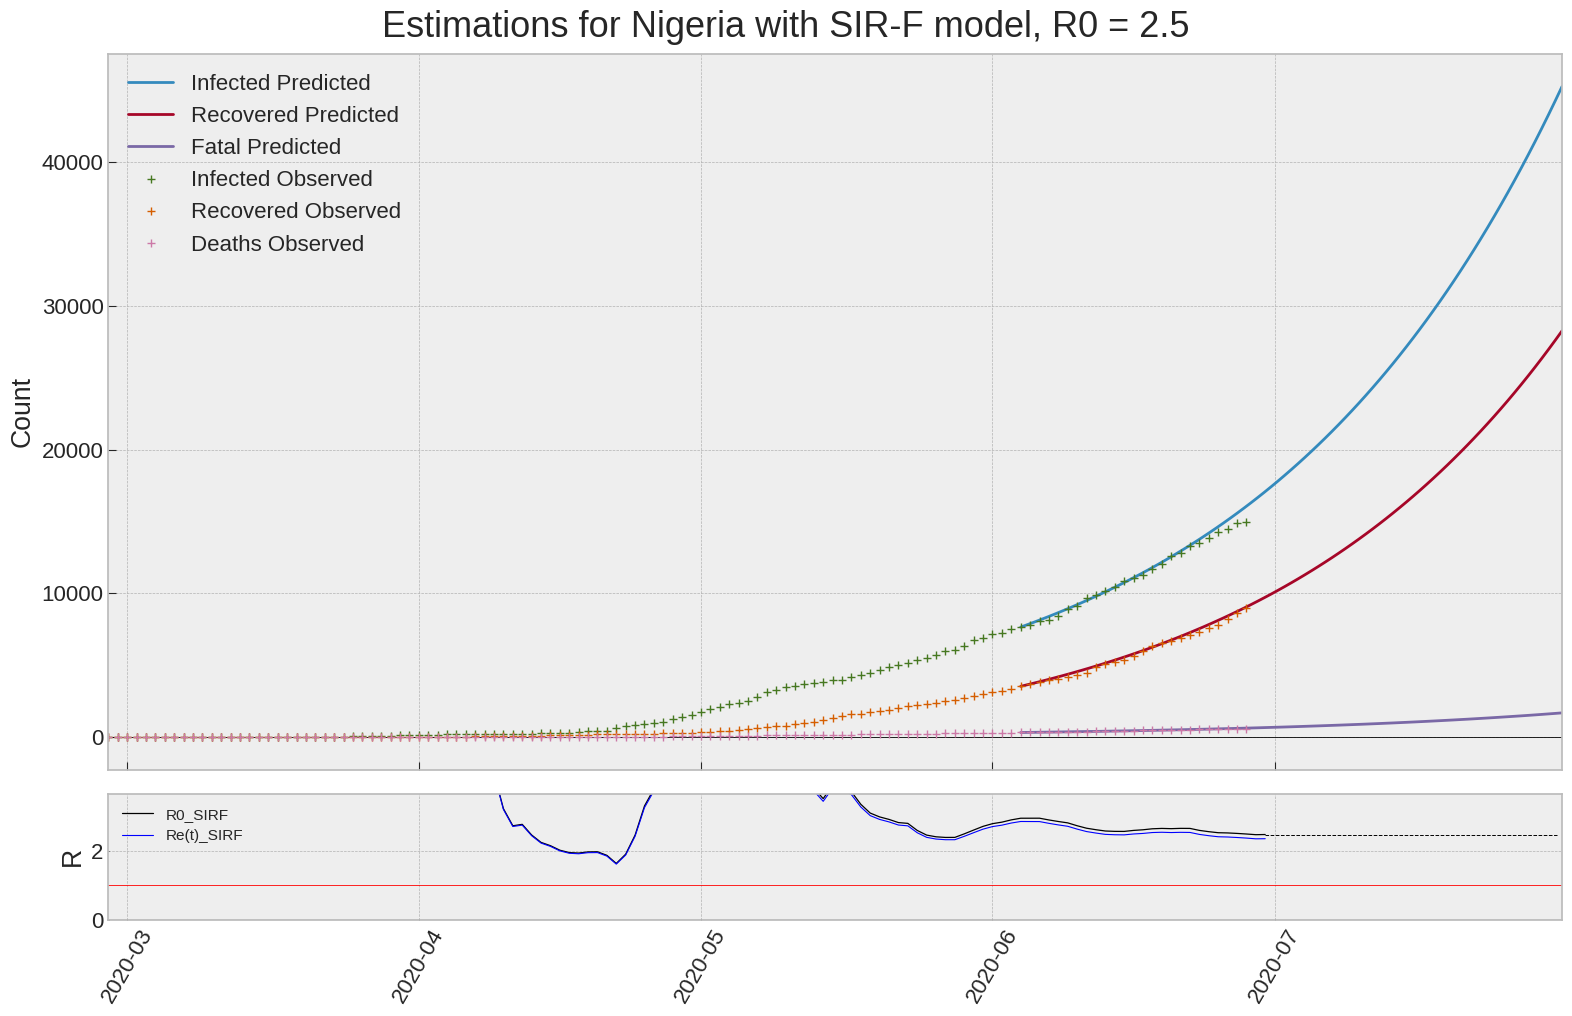 Estimations for Nigeria with SIR-F model, R0 = 2.5
Infected Predicted
Recovered Predicted
Fatal Predicted
Infected Observed
Recovered Observed
Deaths Observed
Count
40000
30000
20000
10000
0
R0_SIRF
Re(t)_SIRF
R
2
0
2020-03
2020-04
2020-05
2020-06
2020-07